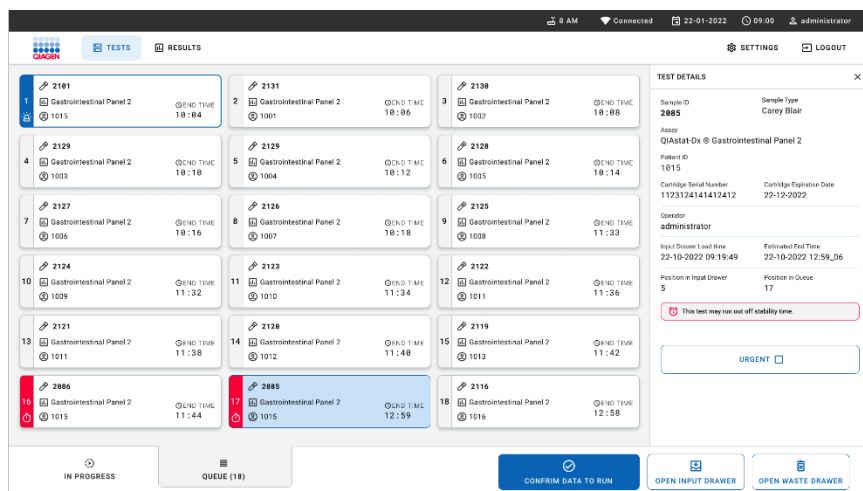 8 AM Connected 22-01-2022 09:00 administrator
QIAGEN TESTS RESULTS SETTINGS LOGOUT
1 2101
Gastrointestinal Panel 2 END TIME
1015 10:04
2 2131
Gastrointestinal Panel 2 END TIME
1001 10:06
3 2130
Gastrointestinal Panel 2 END TIME
1002 10:08
4 2129
Gastrointestinal Panel 2 END TIME
1003 10:10
5 2129
Gastrointestinal Panel 2 END TIME
1004 10:12
6 2128
Gastrointestinal Panel 2 END TIME
1005 10:14
7 2127
Gastrointestinal Panel 2 END TIME
1006 10:16
8 2126
Gastrointestinal Panel 2 END TIME
1007 10:18
9 2125
Gastrointestinal Panel 2 END TIME
1008 11:33
10 2124
Gastrointestinal Panel 2 END TIME
1009 11:32
11 2123
Gastrointestinal Panel 2 END TIME
1010 11:34
12 2122
Gastrointestinal Panel 2 END TIME
1011 11:36
13 2121
Gastrointestinal Panel 2 END TIME
1011 11:38
14 2120
Gastrointestinal Panel 2 END TIME
1012 11:40
15 2119
Gastrointestinal Panel 2 END TIME
1013 11:42
16 2086
Gastrointestinal Panel 2 END TIME
1015 11:44
17 2085
Gastrointestinal Panel 2 END TIME
1015 12:59
18 2116
Gastrointestinal Panel 2 END TIME
1016 12:58
TEST DETAILS
Sample ID Sample Type
2085 Carey Blair
Assay
QIAstat-Dx ® Gastrointestinal Panel 2
Patient ID
1015
Cartridge Serial Number Cartridge Expiration Date
1123124141412412 22-12-2022
Operator
administrator
Input Drawer Load time Estimated End Time
22-10-2022 09:19:49 22-10-2022 12:59_06
Position in Input Drawer Position in Queue
5 17
This test may run out off stability time.
URGENT
IN PROGRESS QUEUE (18) CONFRIM DATA TO RUN OPEN INPUT DRAWER OPEN WASTE DRAWER